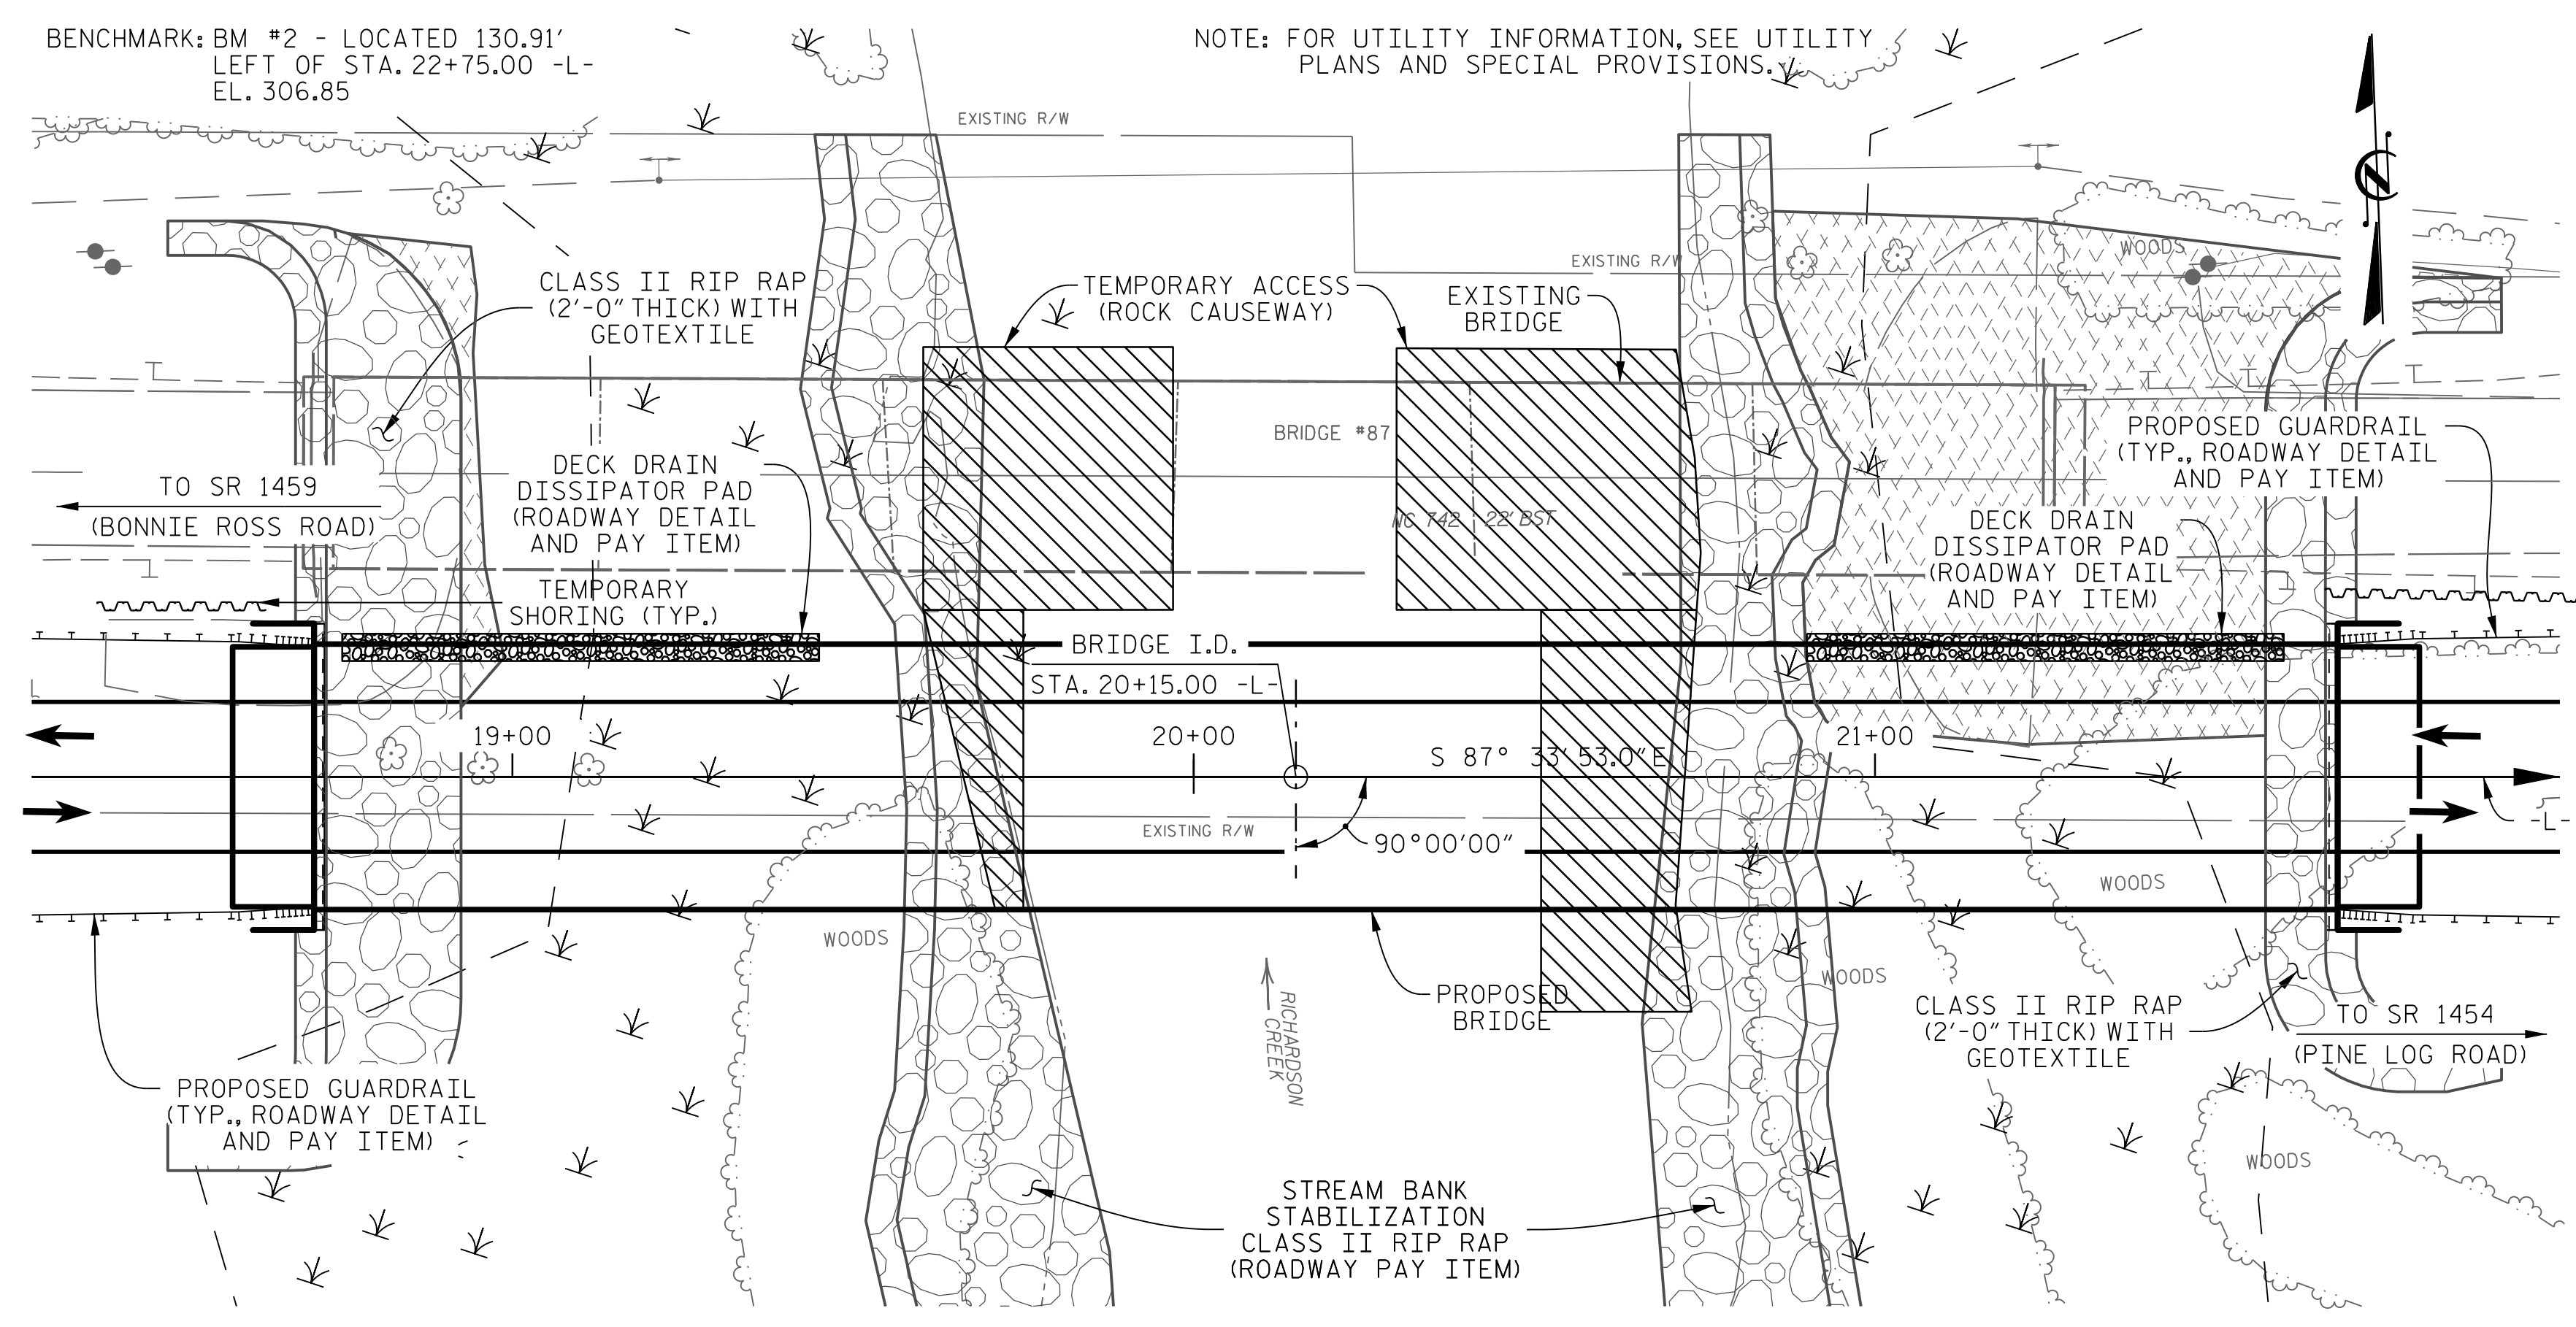 BENCHMARK: BM #2 - LOCATED 130.91'
LEFT OF STA. 22+75.00 -L-
EL. 306.85
NOTE: FOR UTILITY INFORMATION, SEE UTILITY
PLANS AND SPECIAL PROVISIONS.
EXISTING R/W
EXISTING R/W
WOODS
CLASS II RIP RAP
(2'-0" THICK) WITH
GEOTEXTILE
TEMPORARY ACCESS
(ROCK CAUSEWAY)
EXISTING
BRIDGE
BRIDGE #87
PROPOSED GUARDRAIL
(TYP., ROADWAY DETAIL
AND PAY ITEM)
TO SR 1459
(BONNIE ROSS ROAD)
DECK DRAIN
DISSIPATOR PAD
(ROADWAY DETAIL
AND PAY ITEM)
NC 742 22' BST
DECK DRAIN
DISSIPATOR PAD
(ROADWAY DETAIL
AND PAY ITEM)
TEMPORARY
SHORING (TYP.)
BRIDGE I.D.
STA. 20+15.00 -L-
19+00
20+00
21+00
S 87° 33' 53.0" E
EXISTING R/W
90°00'00"
-L-
WOODS
WOODS
WOODS
PROPOSED
BRIDGE
RICHARDSON
CREEK
CLASS II RIP RAP
(2'-0" THICK) WITH
GEOTEXTILE
TO SR 1454
(PINE LOG ROAD)
PROPOSED GUARDRAIL
(TYP., ROADWAY DETAIL
AND PAY ITEM)
WOODS
STREAM BANK
STABILIZATION
CLASS II RIP RAP
(ROADWAY PAY ITEM)